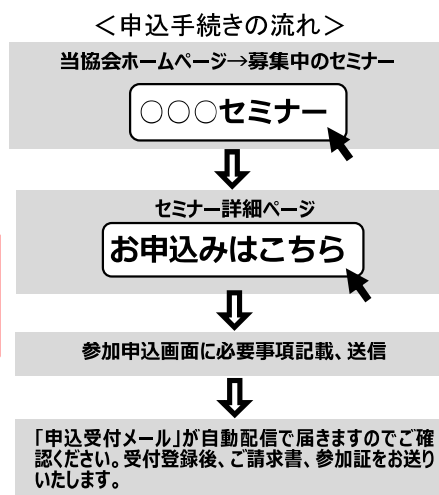 ＜申込手続きの流れ＞
当協会ホームページ→募集中のセミナー
○○○セミナー
セミナー詳細ページ
お申込みはこちら
参加申込画面に必要事項記載、送信
「申込受付メール」が自動配信で届きますのでご確
認ください。受付登録後、ご請求書、参加証をお送り
いたします。